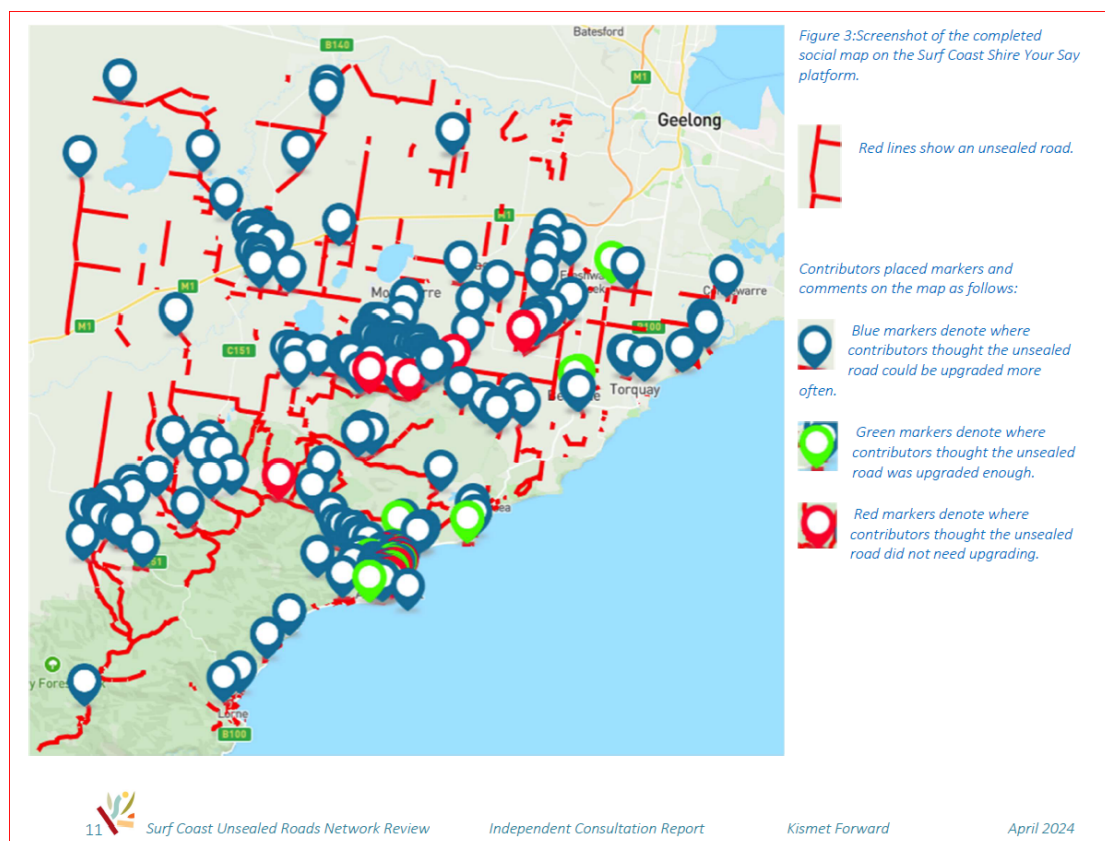 Batesford
B140
M1
Geelong
M1
M1
C151
B100
Torquay
Lorne
B100
Figure 3:Screenshot of the completed
social map on the Surf Coast Shire Your Say
platform.
Red lines show an unsealed road.
Contributors placed markers and
comments on the map as follows:
Blue markers denote where
contributors thought the unsealed
road could be upgraded more
often.
Green markers denote where
contributors thought the unsealed
road was upgraded enough.
Red markers denote where
contributors thought the unsealed
road did not need upgrading.
11 Surf Coast Unsealed Roads Network Review Independent Consultation Report Kismet Forward April 2024